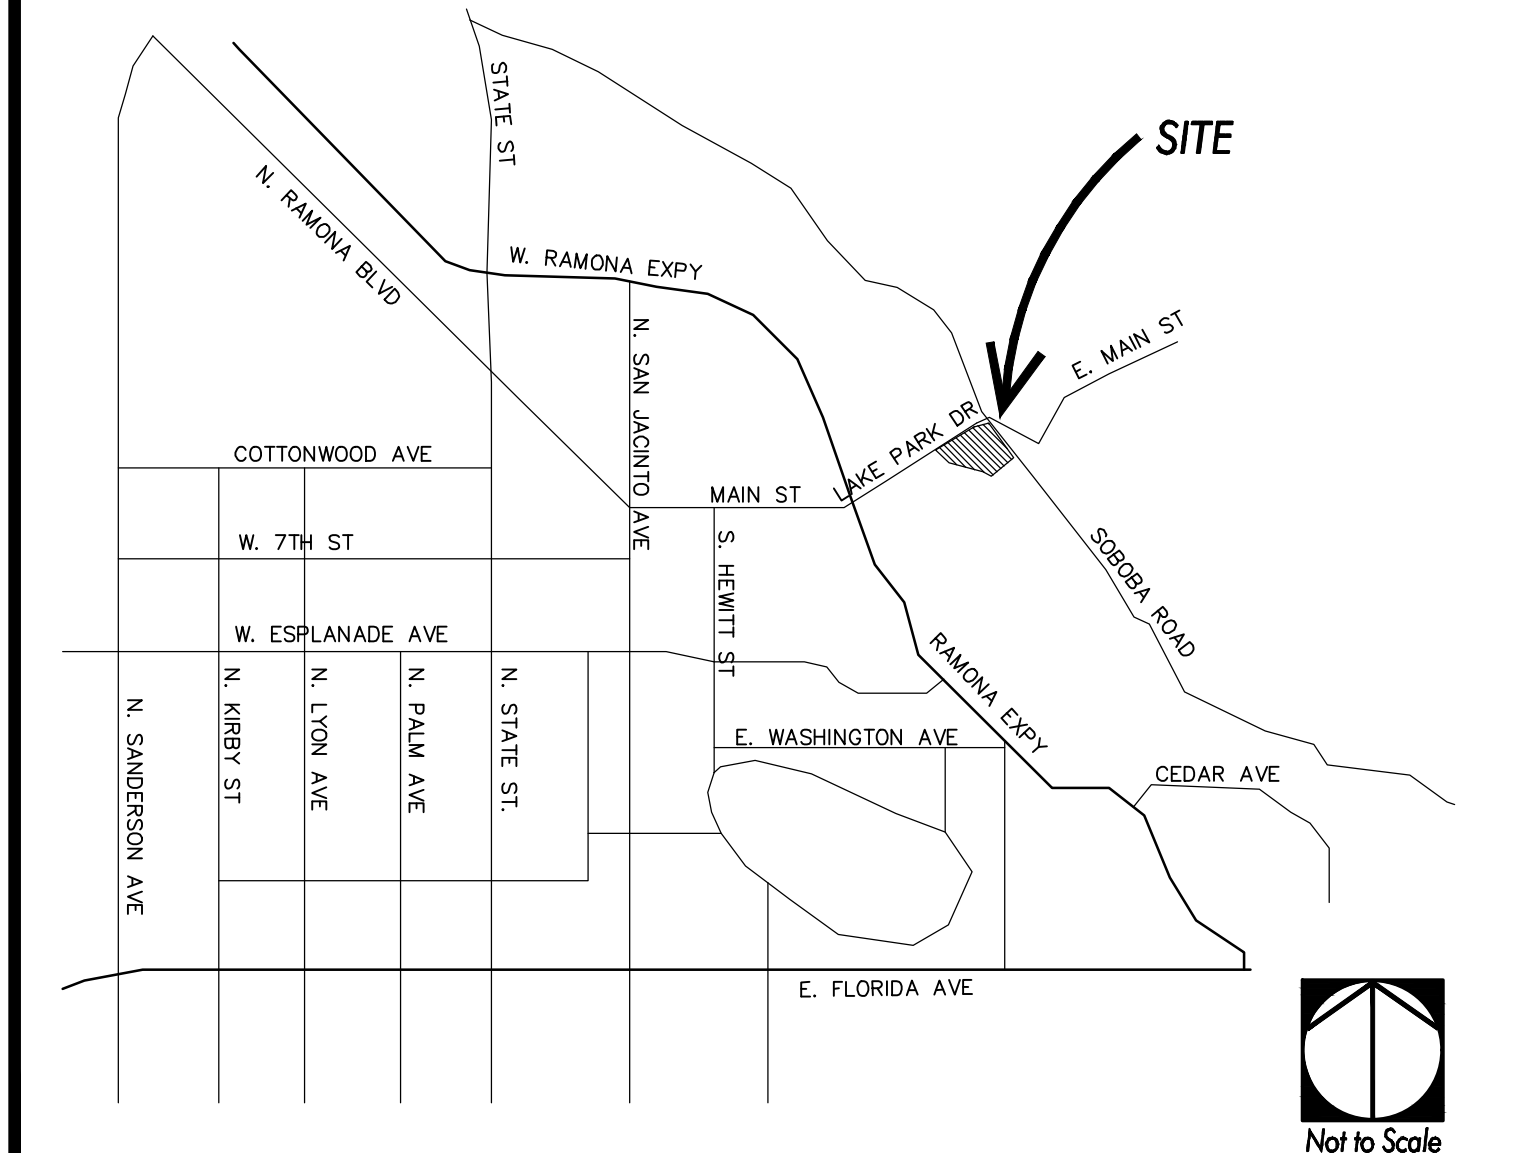 STATE ST
SITE
N. RAMONA BLVD
W. RAMONA EXPY
N. SAN JACINTO AVE
E. MAIN ST
LAKE PARK DR
COTTONWOOD AVE
MAIN ST
W. 7TH ST
S. HEWITT ST
SOBOBA ROAD
W. ESPLANADE AVE
RAMONA EXPY
N. SANDERSON AVE
N. KIRBY ST
N. LYON AVE
N. PALM AVE
N. STATE ST.
E. WASHINGTON AVE
CEDAR AVE
E. FLORIDA AVE
Not to Scale